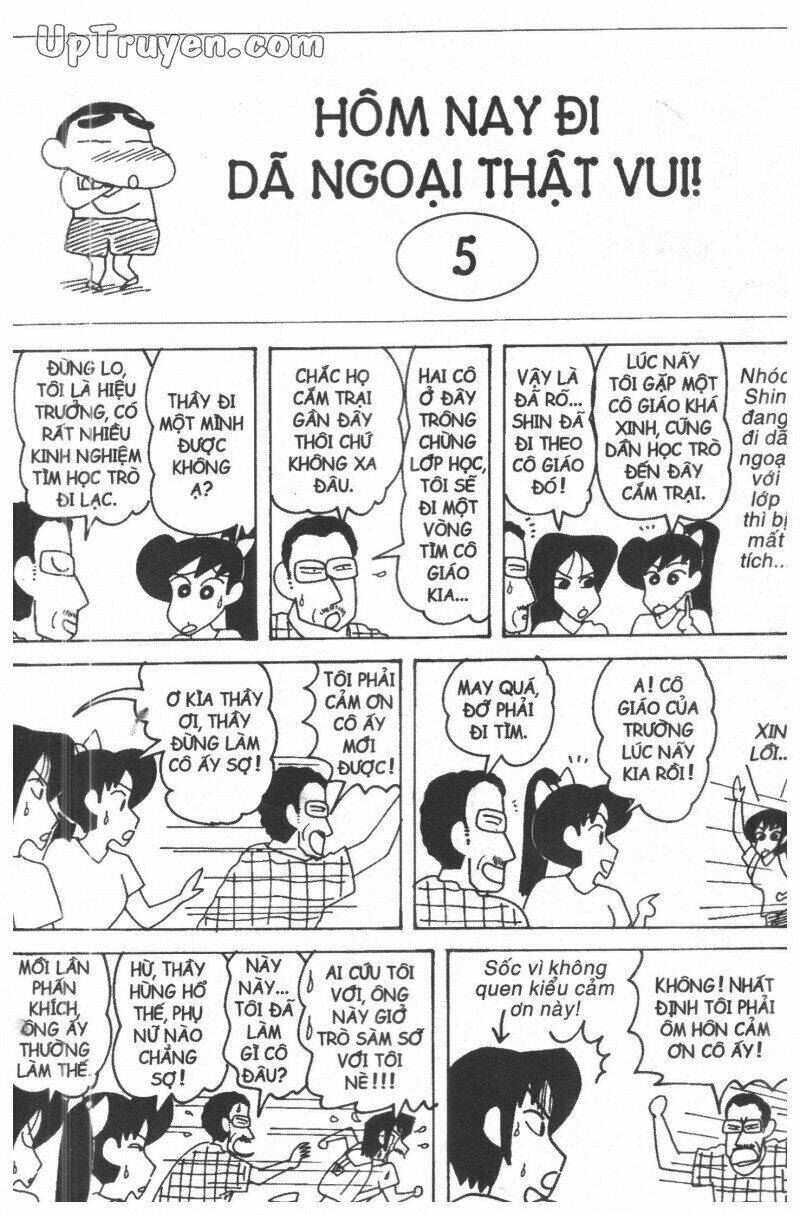 UpTruyen.com
HÔM NAY ĐI
DÃ NGOẠI THẬT VUI!
5
Nhóc
Shin
đang
đi dã
ngoạ
với
lớp
thì bị
mất
tích...
LÚC NÃY
TÔI GẶP MỘT
CÔ GIÁO KHÁ
XINH, CŨNG
DẪN HỌC TRÒ
ĐẾN ĐÂY
CẮM TRẠI.
VẬY LÀ
ĐÃ RÕ...
SHIN ĐÃ
ĐI THEO
CÔ GIÁO
ĐÓ!
HAI CÔ
Ở ĐÂY
TRÔNG
CHỪNG
LỚP HỌC,
TÔI SẼ
ĐI MỘT
VÒNG
TÌM CÔ
GIÁO
KIA...
CHẮC HỌ
CẮM TRẠI
GẦN ĐÂY
THÔI CHỨ
KHÔNG XA
ĐÂU.
THẦY ĐI
MỘT MÌNH
ĐƯỢC
KHÔNG
Ạ?
ĐỪNG LO,
TÔI LÀ HIỆU
TRƯỞNG, CÓ
RẤT NHIỀU
KINH NGHIỆM
TÌM HỌC TRÒ
ĐI LẠC.
XIN
LỖI..
A! CÔ
GIÁO CỦA
TRƯỜNG
LÚC NÃY
KIA RỒI!
MAY QUÁ,
ĐỠ PHẢI
ĐI TÌM.
TÔI PHẢI
CẢM ƠN
CÔ ẤY
MỚI
ĐƯỢC!
Ơ KÌA THẦY
ƠI, THẦY
ĐỪNG LÀM
CÔ ẤY SỢ!
KHÔNG! NHẤT
ĐỊNH TÔI PHẢI
ÔM HÔN CẢM
ƠN CÔ ẤY!
Sốc vì không
quen kiểu cảm
ơn này!
AI CỨU TÔI
VỚI, ÔNG
NÀY GIỞ
TRÒ SÀM SỠ
VỚI TÔI
NÈ!!!
NÀY
NÀY...
TÔI ĐÃ
LÀM
GÌ CÔ
ĐÂU?
HỪ, THẦY
HÙNG HỔ
THẾ, PHỤ
NỮ NÀO
CHẲNG
SỢ!
MỖI LẦN
PHẤN
KHÍCH,
ÔNG ẤY
THƯỜNG
LÀM THẾ.